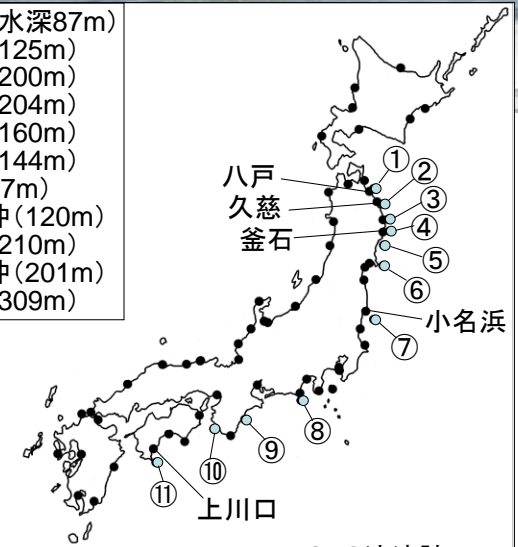 水深87m)
125m)
200m)
204m)
160m)
144m)
7m)
沖(120m)
210m)
沖(201m)
309m)
八戸
久慈
釜石
①
②
③
④
⑤
⑥
小名浜
⑦
⑧
⑨
⑩
⑪
上川口